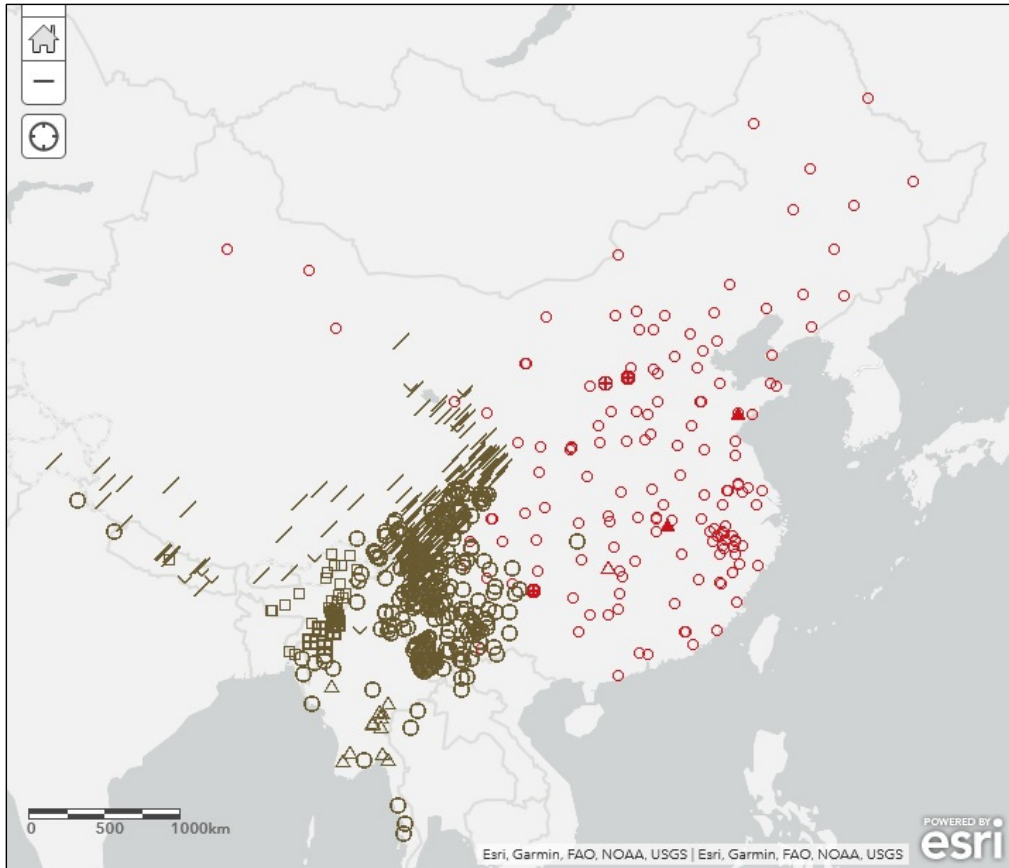 0 500 1000km
Esri, Garmin, FAO, NOAA, USGS | Esri, Garmin, FAO, NOAA, USGS
POWERED BY
esri